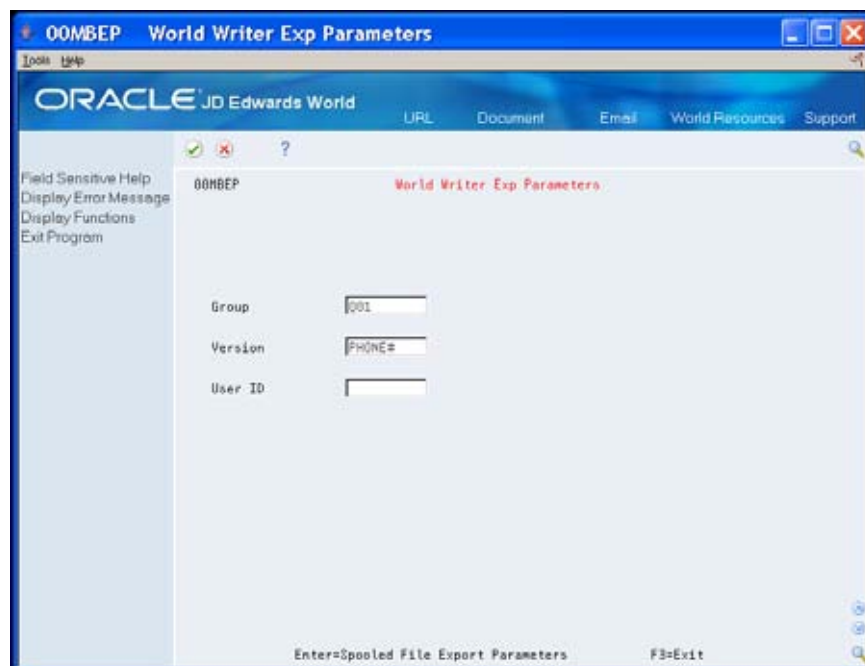 00MBEP World Writer Exp Parameters
Tools Help
ORACLE JD Edwards World
URL Document Email World Resources Support
?
Field Sensitive Help
Display Error Message
Display Functions
Exit Program
00MBEP World Writer Exp Parameters
Group 001
Version PHONE#
User ID
Enter=Spooled File Export Parameters F3=Exit